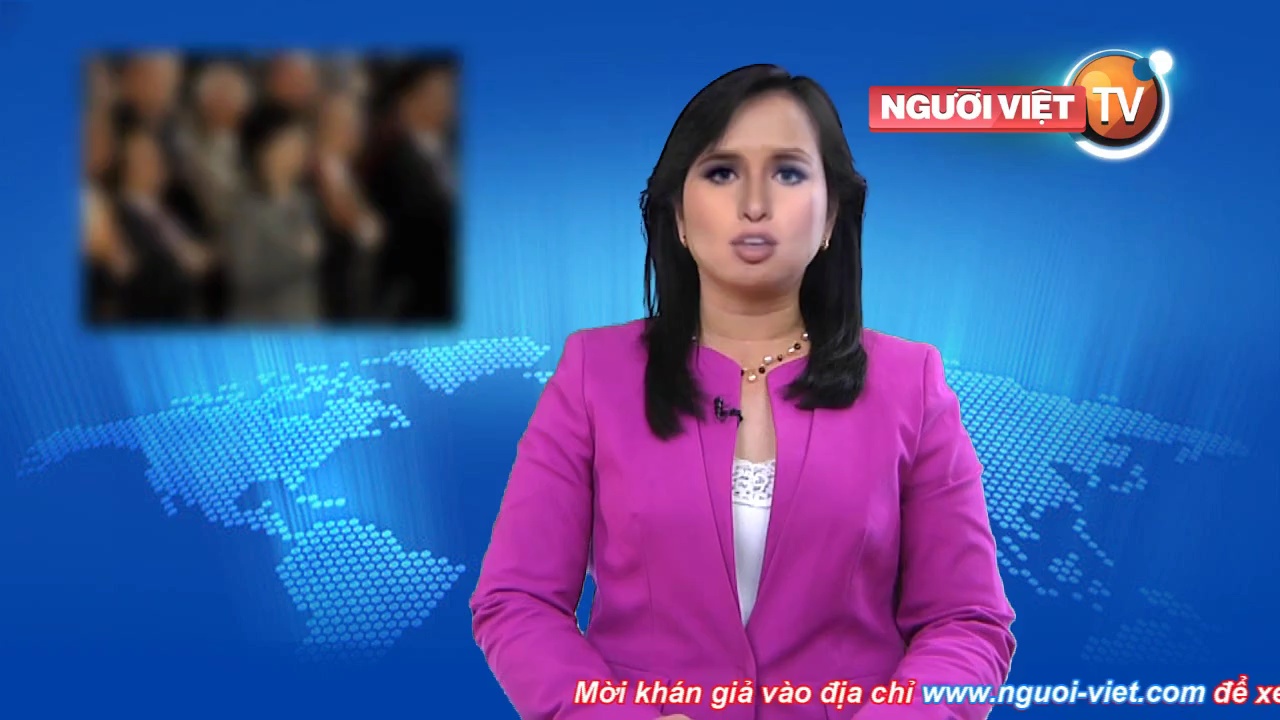 NGƯỜI VIỆT TV
Mời khán giả vào địa chỉ www.nguoi-viet.com để